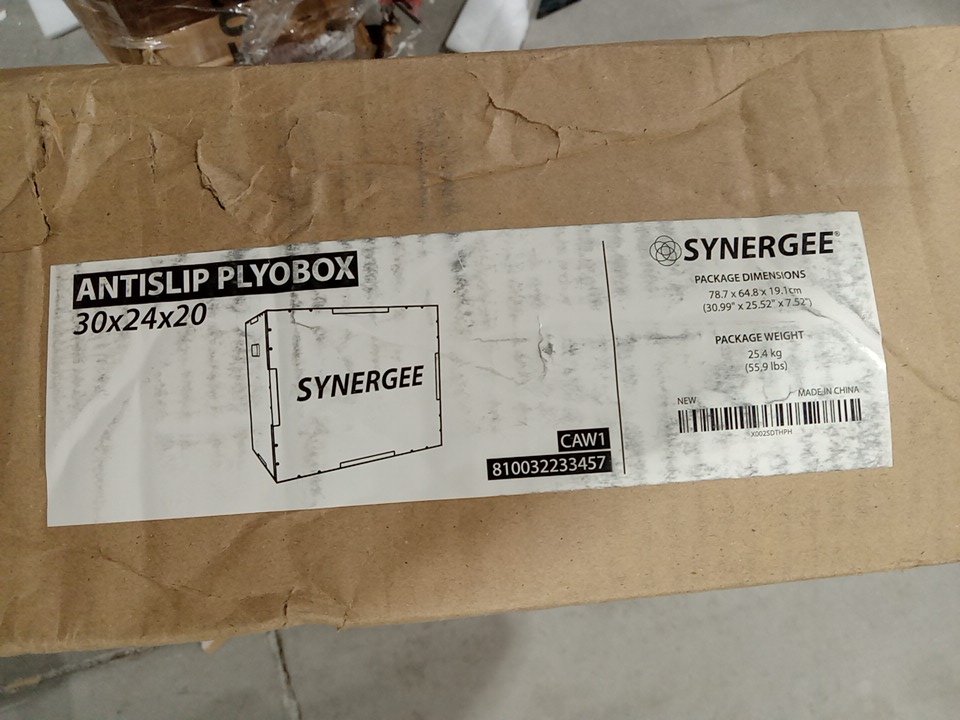 ANTISLIP PLYOBOX
30x24x20
SYNERGEE
CAW1
810032233457
SYNERGEE®
PACKAGE DIMENSIONS
78.7 x 64.8 x 19.1cm
(30.99" x 25.52" x 7.52")
PACKAGE WEIGHT
25.4 kg
(55.9 lbs)
NEW
MADE IN CHINA
X002SDTHPH